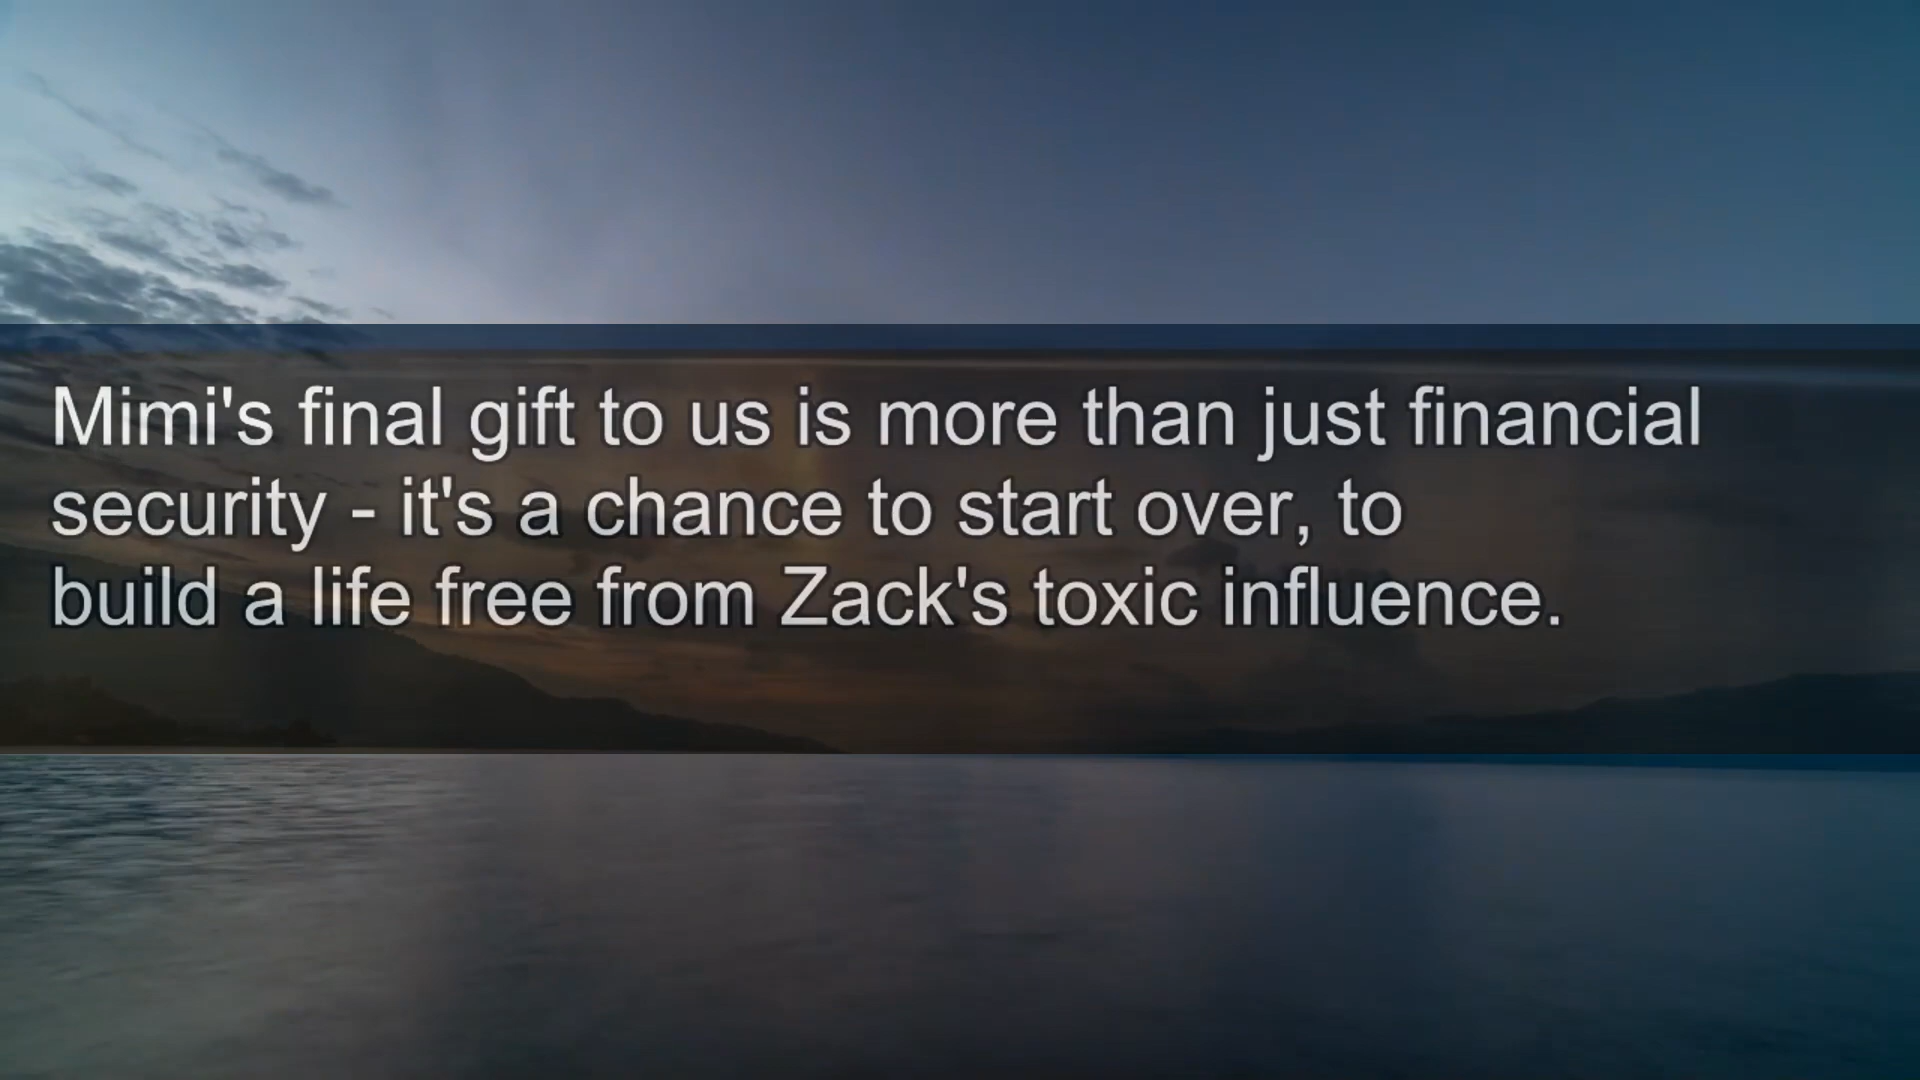 Mimi's final gift to us is more than just financial
security - it's a chance to start over, to
build a life free from Zack's toxic influence.